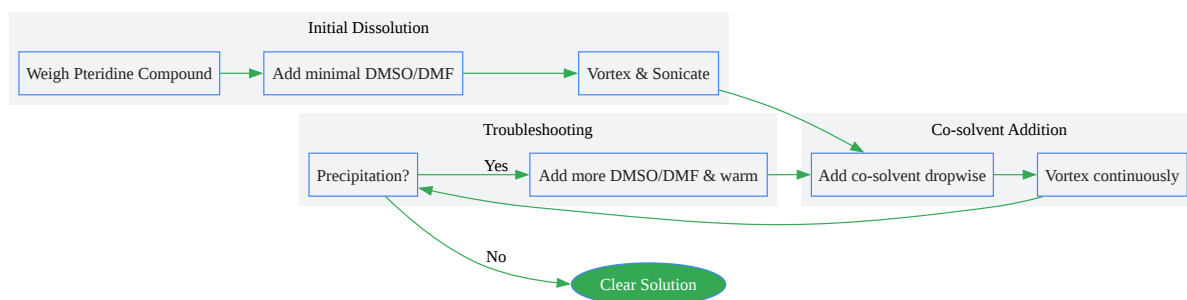 Initial Dissolution
Weigh Pteridine Compound
Add minimal DMSO/DMF
Vortex & Sonicate
Troubleshooting
Co-solvent Addition
Precipitation?
Yes
Add more DMSO/DMF & warm
Add co-solvent dropwise
Vortex continuously
No
Clear Solution